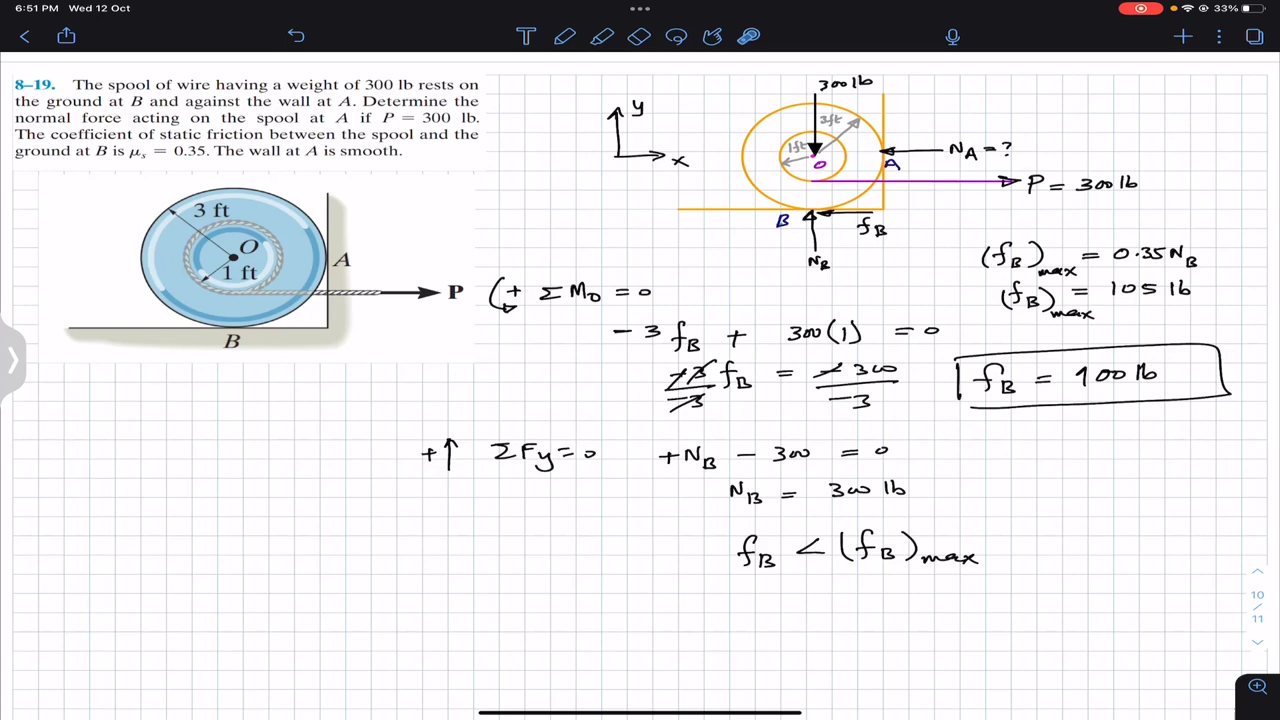 6:51 PM Wed 12 Oct
33%
8–19. The spool of wire having a weight of 300 lb rests on
the ground at B and against the wall at A. Determine the
normal force acting on the spool at A if P = 300 lb.
The coefficient of static friction between the spool and the
ground at B is μs = 0.35. The wall at A is smooth.
3 ft
O
1 ft
A
P
B
y
x
300 lb
3ft
1ft
O
NA = ?
A
P = 300 lb
B
fB
NB
(fB)max = 0.35NB
(fB)max = 105 lb
+ ΣMO = 0
- 3 fB + 300(1) = 0
-3 fB / -3 = -300 / -3
fB = 100 lb
+↑ ΣFy = 0 +NB - 300 = 0
NB = 300 lb
fB < (fB)max
10
/
11